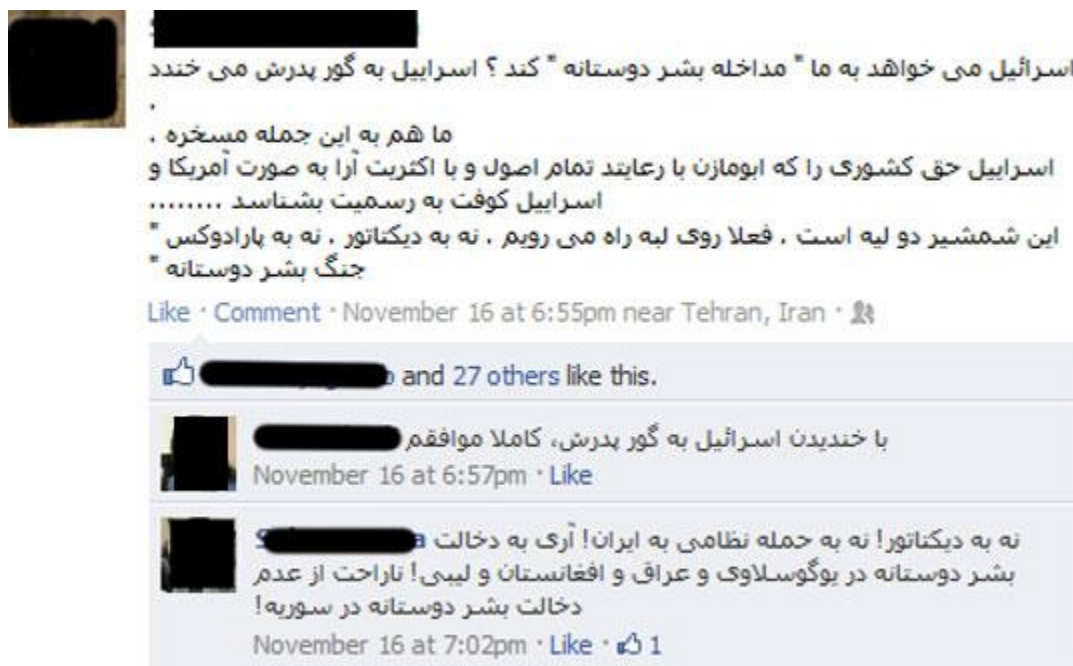 اسرائیل می خواهد به ما " مداخله بشر دوستانه " کند ؟ اسراییل به گور پدرش می خندد
.
ما هم به این جمله مسخره .
اسراییل حق کشوری را که ابومازن با رعایتد تمام اصول و با اکثریت آرا به صورت آمریکا و
اسراییل کوفت به رسمیت بشناسد ........
این شمشیر دو لبه است . فعلا روی لبه راه می رویم . نه به دیکتاتور . نه به پارادوکس "
جنگ بشر دوستانه "
Like · Comment · November 16 at 6:55pm near Tehran, Iran ·
and 27 others like this.
با خندیدن اسرائیل به گور پدرش، کاملا موافقم
November 16 at 6:57pm · Like
نه به دیکتاتور! نه به حمله نظامی به ایران! آری به دخالت
بشر دوستانه در یوگوسلاوی و عراق و افغانستان و لیبی! ناراحت از عدم
دخالت بشر دوستانه در سوریه!
November 16 at 7:02pm · Like · 1